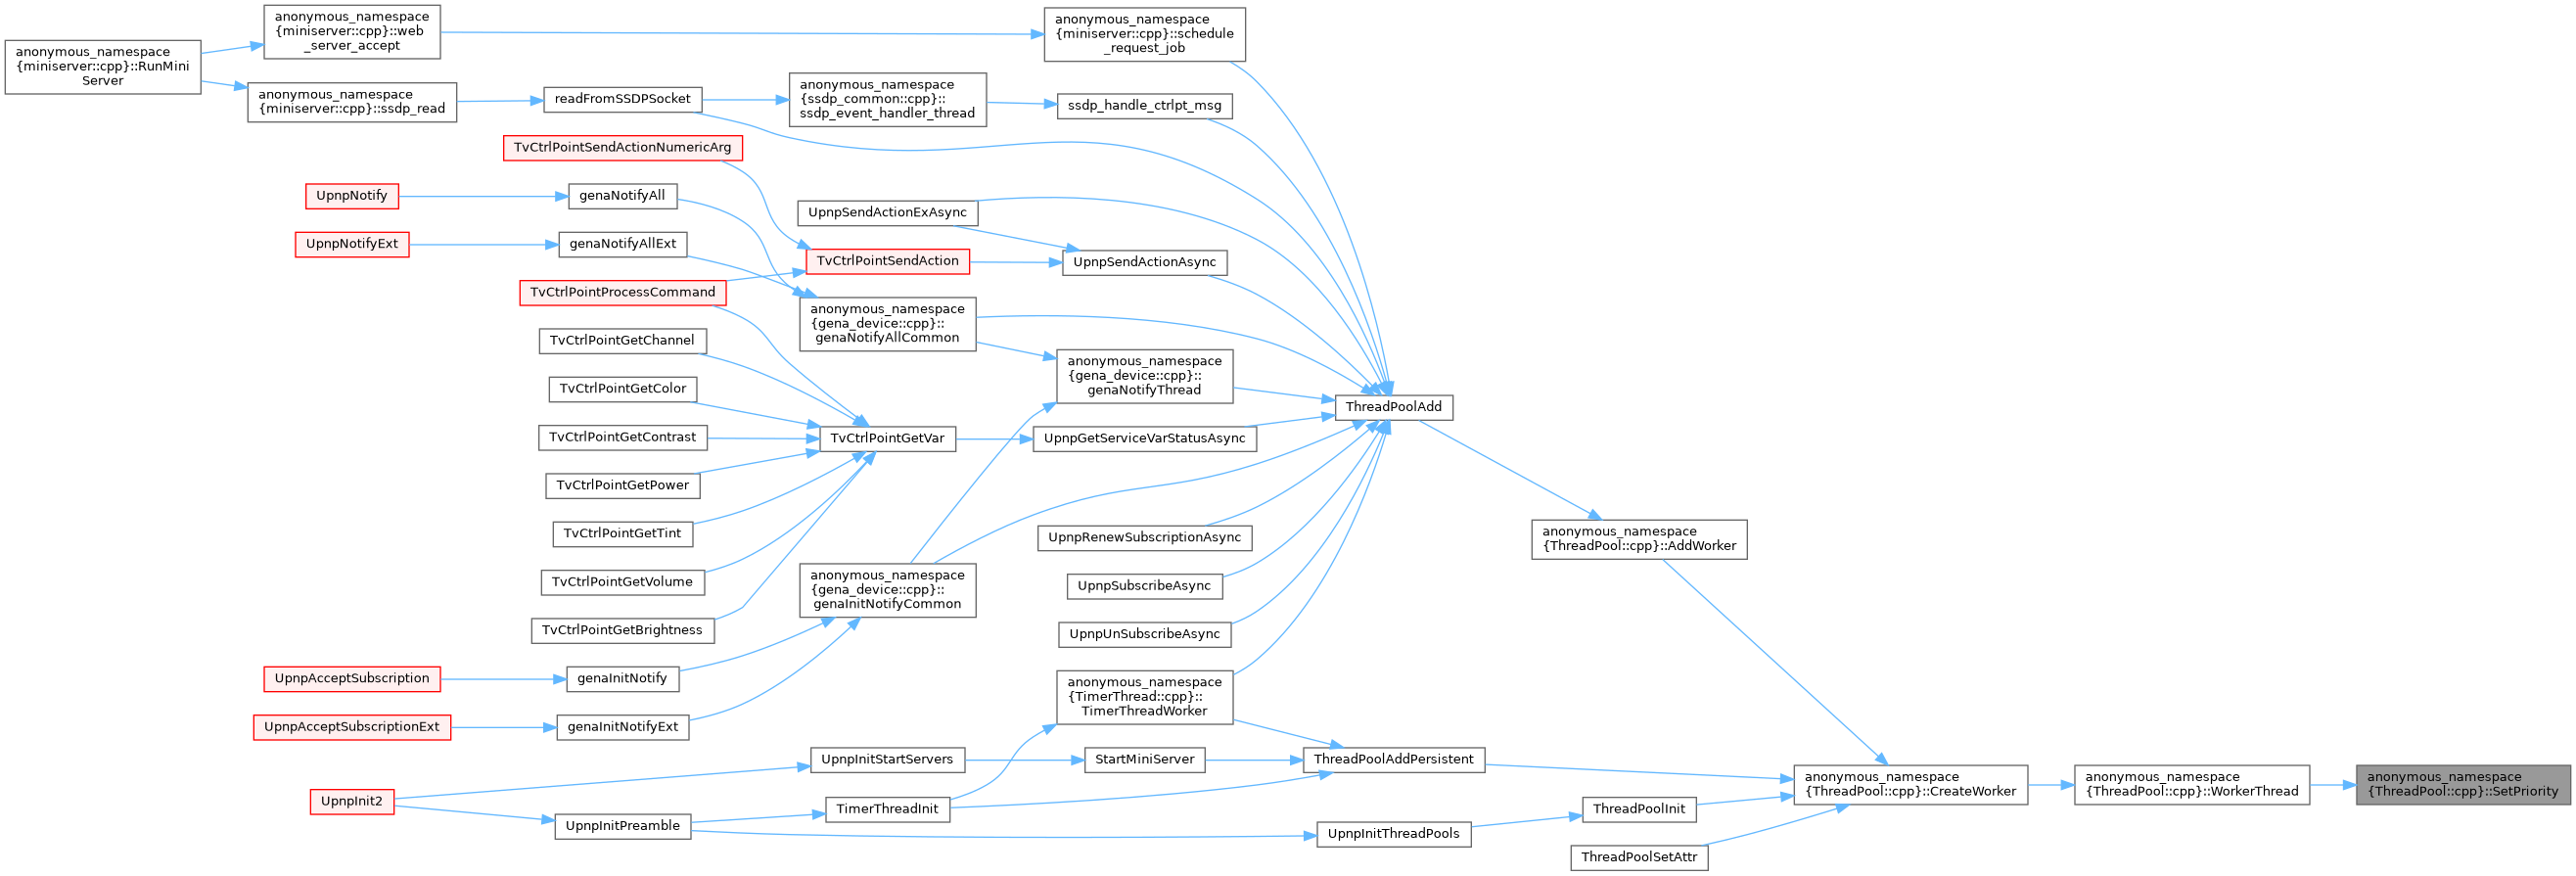 anonymous_namespace
{miniserver::cpp}::RunMini
Server
anonymous_namespace
{miniserver::cpp}::web
_server_accept
anonymous_namespace
{miniserver::cpp}::ssdp_read
anonymous_namespace
{miniserver::cpp}::schedule
_request_job
readFromSSDPSocket
anonymous_namespace
{ssdp_common::cpp}::
ssdp_event_handler_thread
ssdp_handle_ctrlpt_msg
TvCtrlPointSendActionNumericArg
UpnpNotify
genaNotifyAll
UpnpSendActionExAsync
UpnpNotifyExt
genaNotifyAllExt
TvCtrlPointSendAction
UpnpSendActionAsync
TvCtrlPointProcessCommand
anonymous_namespace
{gena_device::cpp}::
genaNotifyAllCommon
TvCtrlPointGetChannel
anonymous_namespace
{gena_device::cpp}::
genaNotifyThread
TvCtrlPointGetColor
ThreadPoolAdd
TvCtrlPointGetContrast
TvCtrlPointGetVar
UpnpGetServiceVarStatusAsync
TvCtrlPointGetPower
TvCtrlPointGetTint
UpnpRenewSubscriptionAsync
anonymous_namespace
{ThreadPool::cpp}::AddWorker
TvCtrlPointGetVolume
anonymous_namespace
{gena_device::cpp}::
genaInitNotifyCommon
UpnpSubscribeAsync
TvCtrlPointGetBrightness
UpnpUnSubscribeAsync
UpnpAcceptSubscription
genaInitNotify
anonymous_namespace
{TimerThread::cpp}::
TimerThreadWorker
UpnpAcceptSubscriptionExt
genaInitNotifyExt
UpnpInitStartServers
StartMiniServer
ThreadPoolAddPersistent
anonymous_namespace
{ThreadPool::cpp}::CreateWorker
anonymous_namespace
{ThreadPool::cpp}::WorkerThread
anonymous_namespace
{ThreadPool::cpp}::SetPriority
UpnpInit2
TimerThreadInit
ThreadPoolInit
UpnpInitPreamble
UpnpInitThreadPools
ThreadPoolSetAttr